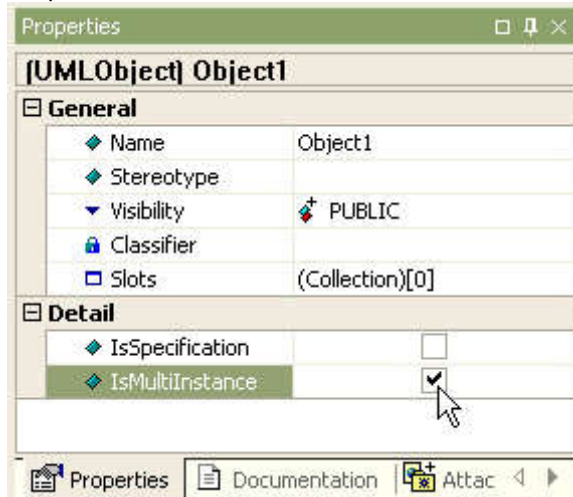 Properties
(UMLObject) Object1
General
Name Object1
Stereotype
Visibility PUBLIC
Classifier
Slots (Collection)[0]
Detail
IsSpecification
IsMultiInstance
Properties Documentation Attac